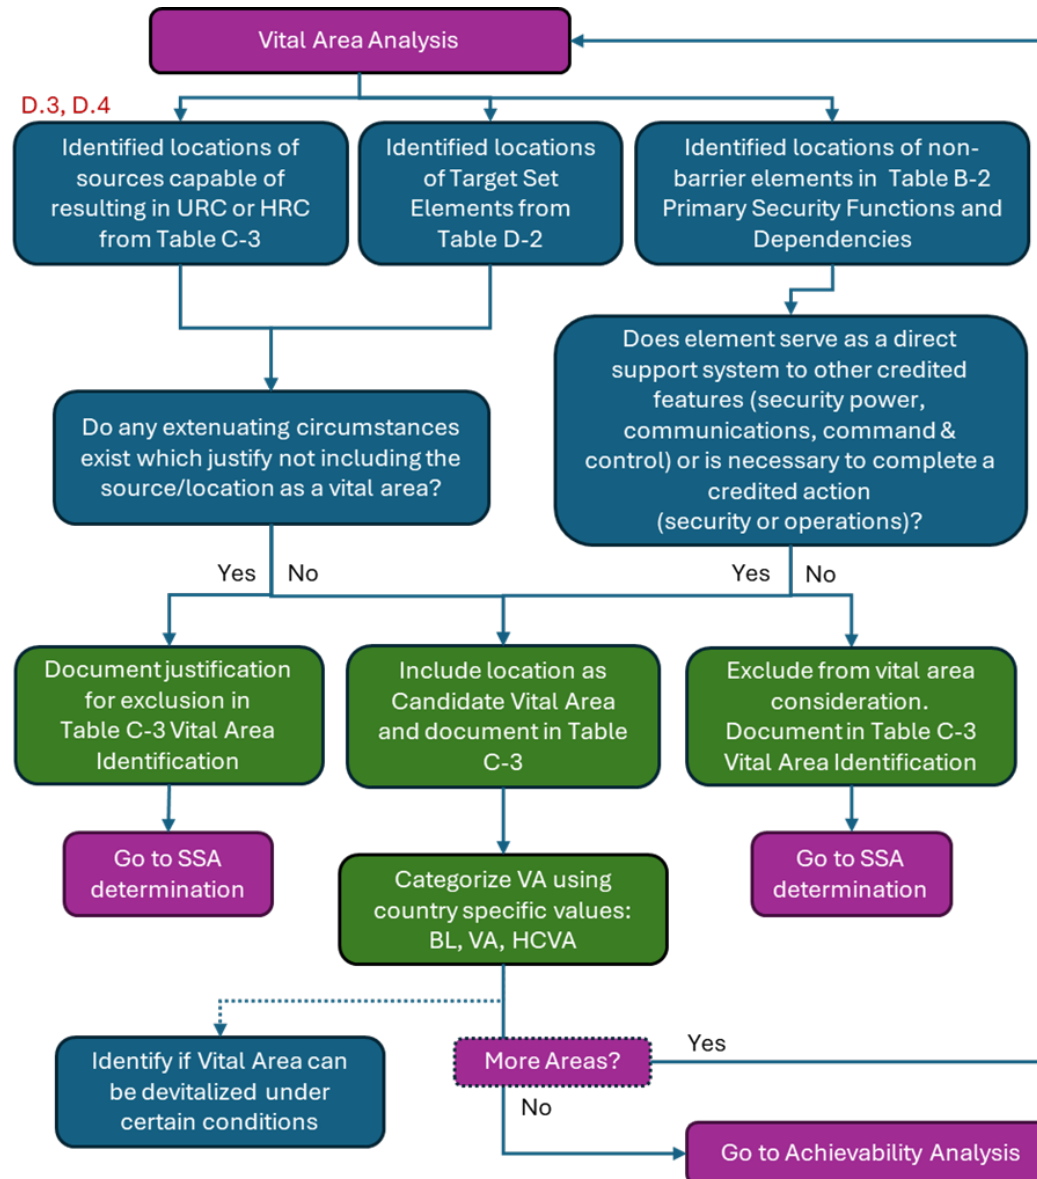 Vital Area Analysis
D.3, D.4
Identified locations of
sources capable of
resulting in URC or HRC
from Table C-3
Identified locations
of Target Set
Elements from
Table D-2
Identified locations of non-
barrier elements in Table B-2
Primary Security Functions and
Dependencies
Do any extenuating circumstances
exist which justify not including the
source/location as a vital area?
Does element serve as a direct
support system to other credited
features (security power,
communications, command &
control) or is necessary to complete a
credited action
(security or operations)?
Yes
No
Yes
No
Document justification
for exclusion in
Table C-3 Vital Area
Identification
Include location as
Candidate Vital Area
and document in Table
C-3
Exclude from vital area
consideration.
Document in Table C-3
Vital Area Identification
Go to SSA
determination
Categorize VA using
country specific values:
BL, VA, HCVA
Go to SSA
determination
Identify if Vital Area can
be devitalized under
certain conditions
More Areas?
Yes
No
Go to Achievability Analysis